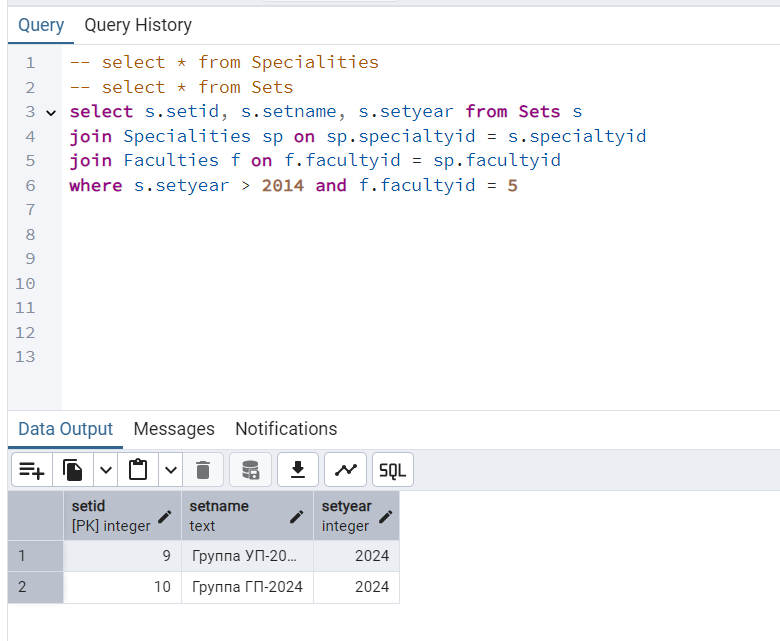 Query Query History
1 -- select * from Specialities
2 -- select * from Sets
3 select s.setid, s.setname, s.setyear from Sets s
4 join Specialities sp on sp.specialtyid = s.specialtyid
5 join Faculties f on f.facultyid = sp.facultyid
6 where s.setyear > 2014 and f.facultyid = 5
7
8
9
10
11
12
13
Data Output Messages Notifications
SQL
setid setname setyear
[PK] integer text integer
1 9 Группа УП-20... 2024
2 10 Группа ГП-2024 2024